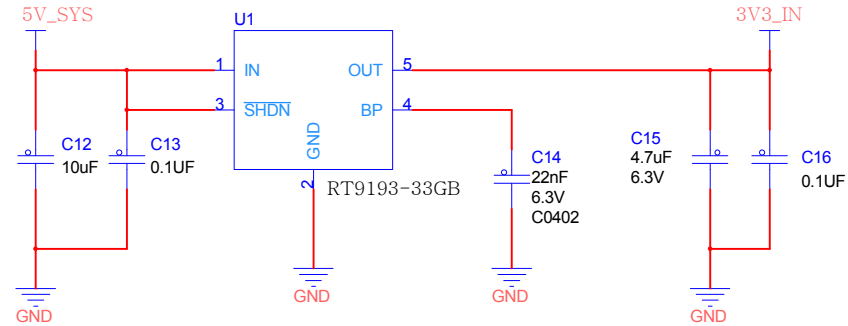 5V_SYS
U1
3V3_IN
1
IN
OUT
5
3
SHDN
BP
4
GND
2
RT9193-33GB
C12
10uF
C13
0.1UF
C14
22nF
6.3V
C0402
C15
4.7uF
6.3V
C16
0.1UF
GND
GND
GND
GND